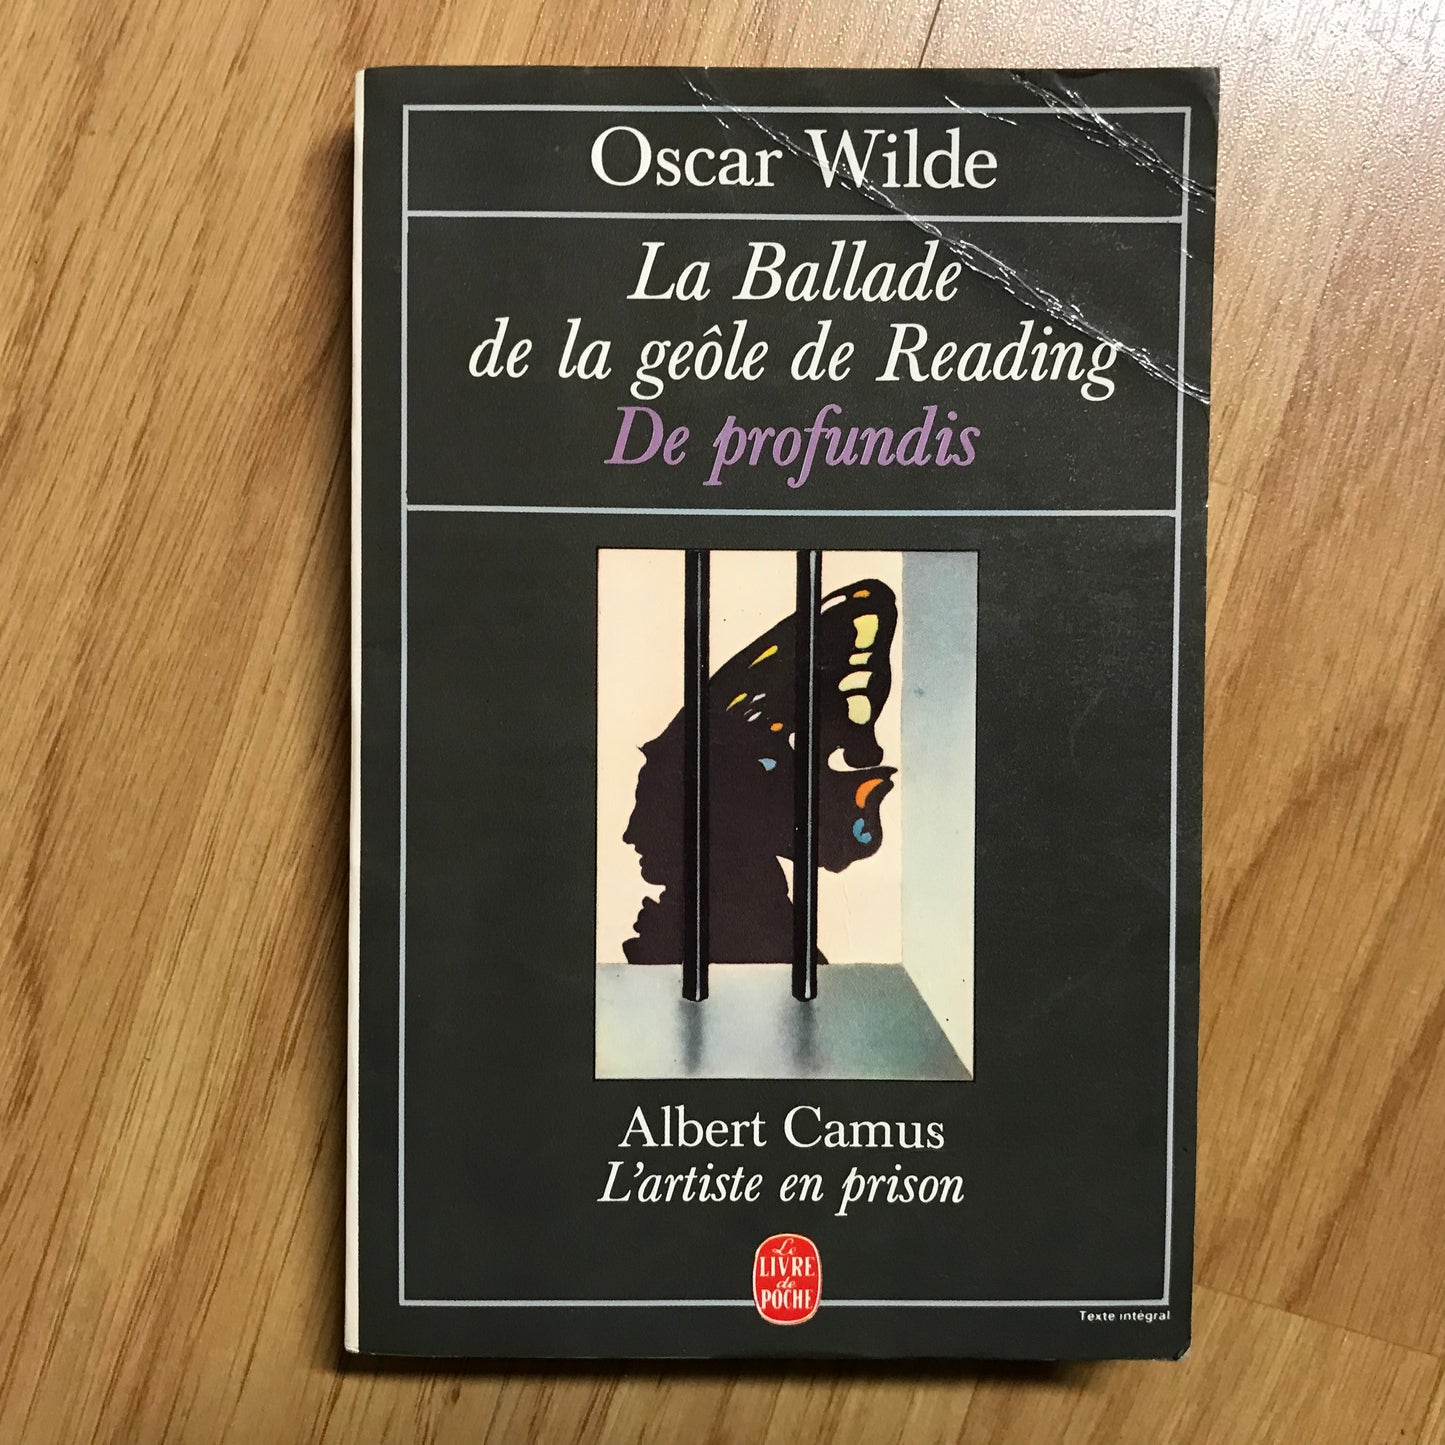 Oscar Wilde
La Ballade
de la geôle de Reading
De profundis
Albert Camus
L'artiste en prison
Le
LIVRE
de
POCHE
Texte intégral